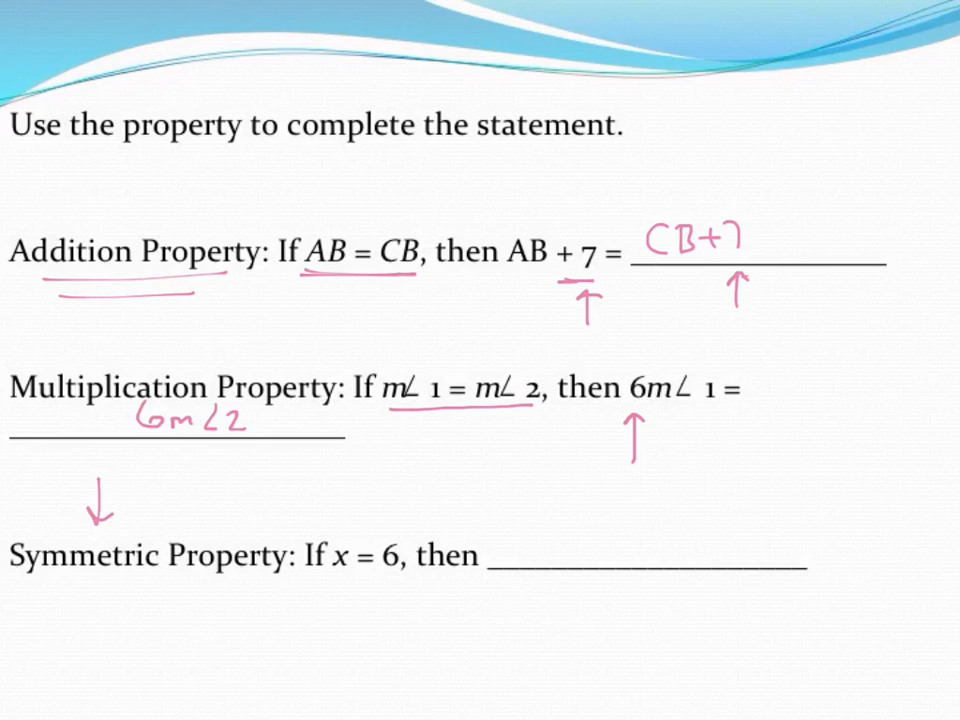 Use the property to complete the statement.
Addition Property: If AB = CB, then AB + 7 = CB+7
Multiplication Property: If m∠ 1 = m∠ 2, then 6m∠ 1 =
6m∠2
Symmetric Property: If x = 6, then ____________________